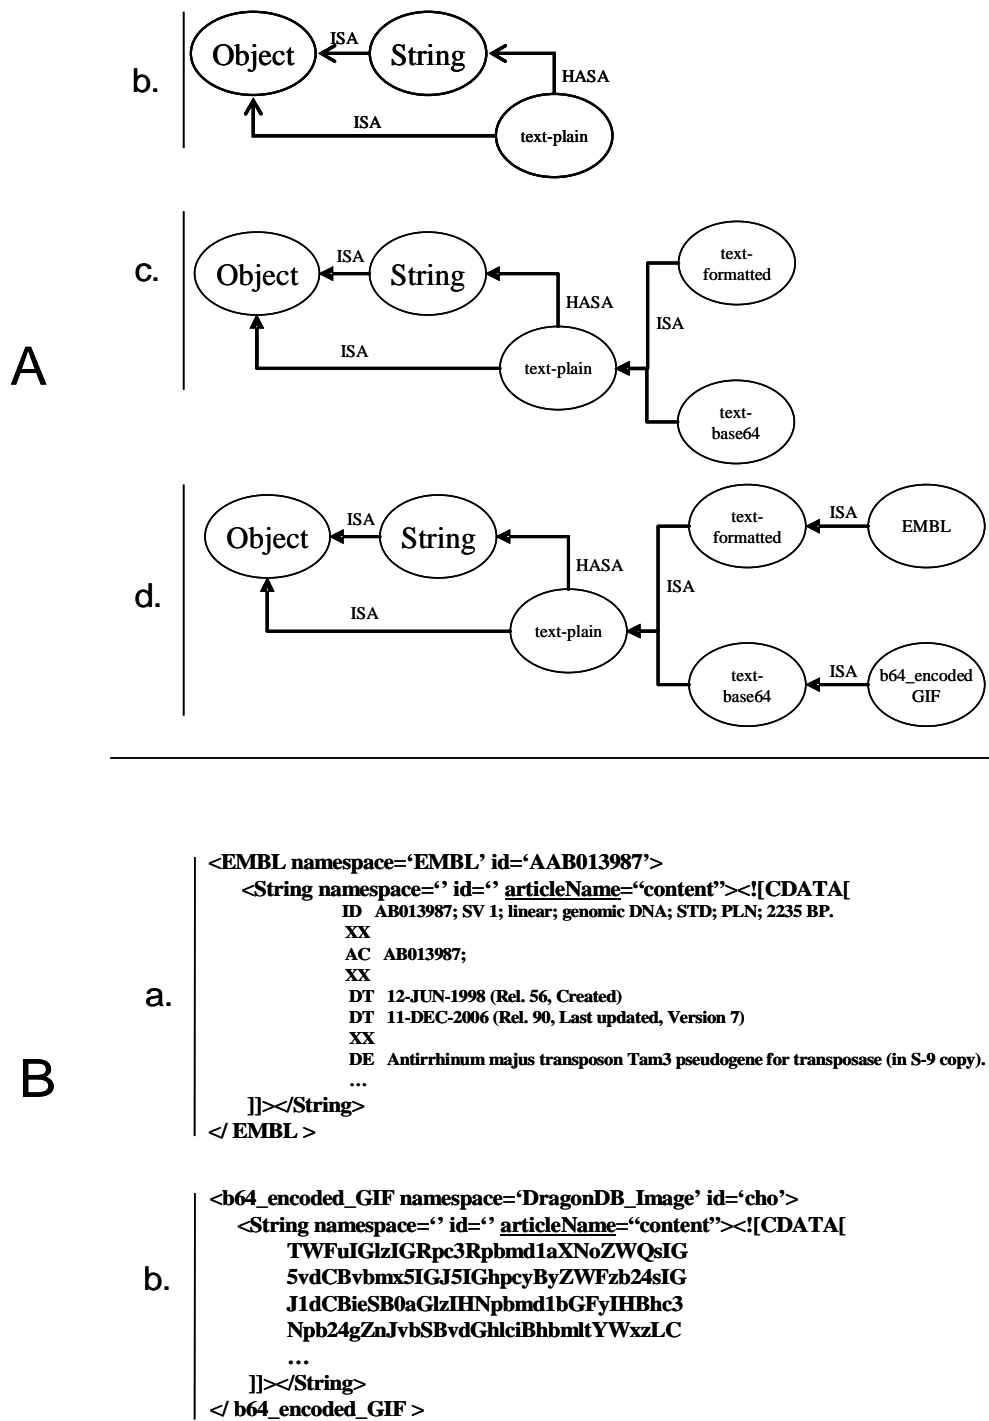 A
b.
Object
ISA
String
HASA
ISA
text-plain
c.
Object
ISA
String
HASA
ISA
text-plain
ISA
text-
formatted
text-
base64
d.
Object
ISA
String
HASA
ISA
text-plain
ISA
text-
formatted
ISA
EMBL
text-
base64
ISA
b64_encoded
GIF
B
a.
<EMBL namespace=‘EMBL’ id=‘AAB013987’>
<String namespace=‘’ id=‘’ articleName=“content”><![CDATA[
ID AB013987; SV 1; linear; genomic DNA; STD; PLN; 2235 BP.
XX
AC AB013987;
XX
DT 12-JUN-1998 (Rel. 56, Created)
DT 11-DEC-2006 (Rel. 90, Last updated, Version 7)
XX
DE Antirrhinum majus transposon Tam3 pseudogene for transposase (in S-9 copy).
...
]]></String>
</ EMBL >
b.
<b64_encoded_GIF namespace=‘DragonDB_Image’ id=‘cho’>
<String namespace=‘’ id=‘’ articleName=“content”><![CDATA[
TWFuIGlzIGRpc3Rpbmd1aXNoZWQsIG
5vdCBvbmx5IGJ5IGhpcyByZWFzb24sIG
J1dCBieSB0aGlzIHNpbmd1bGFyIHBhc3
Npb24gZnJvbSBvdGhlciBhbmltYWxzLC
...
]]></String>
</ b64_encoded_GIF >